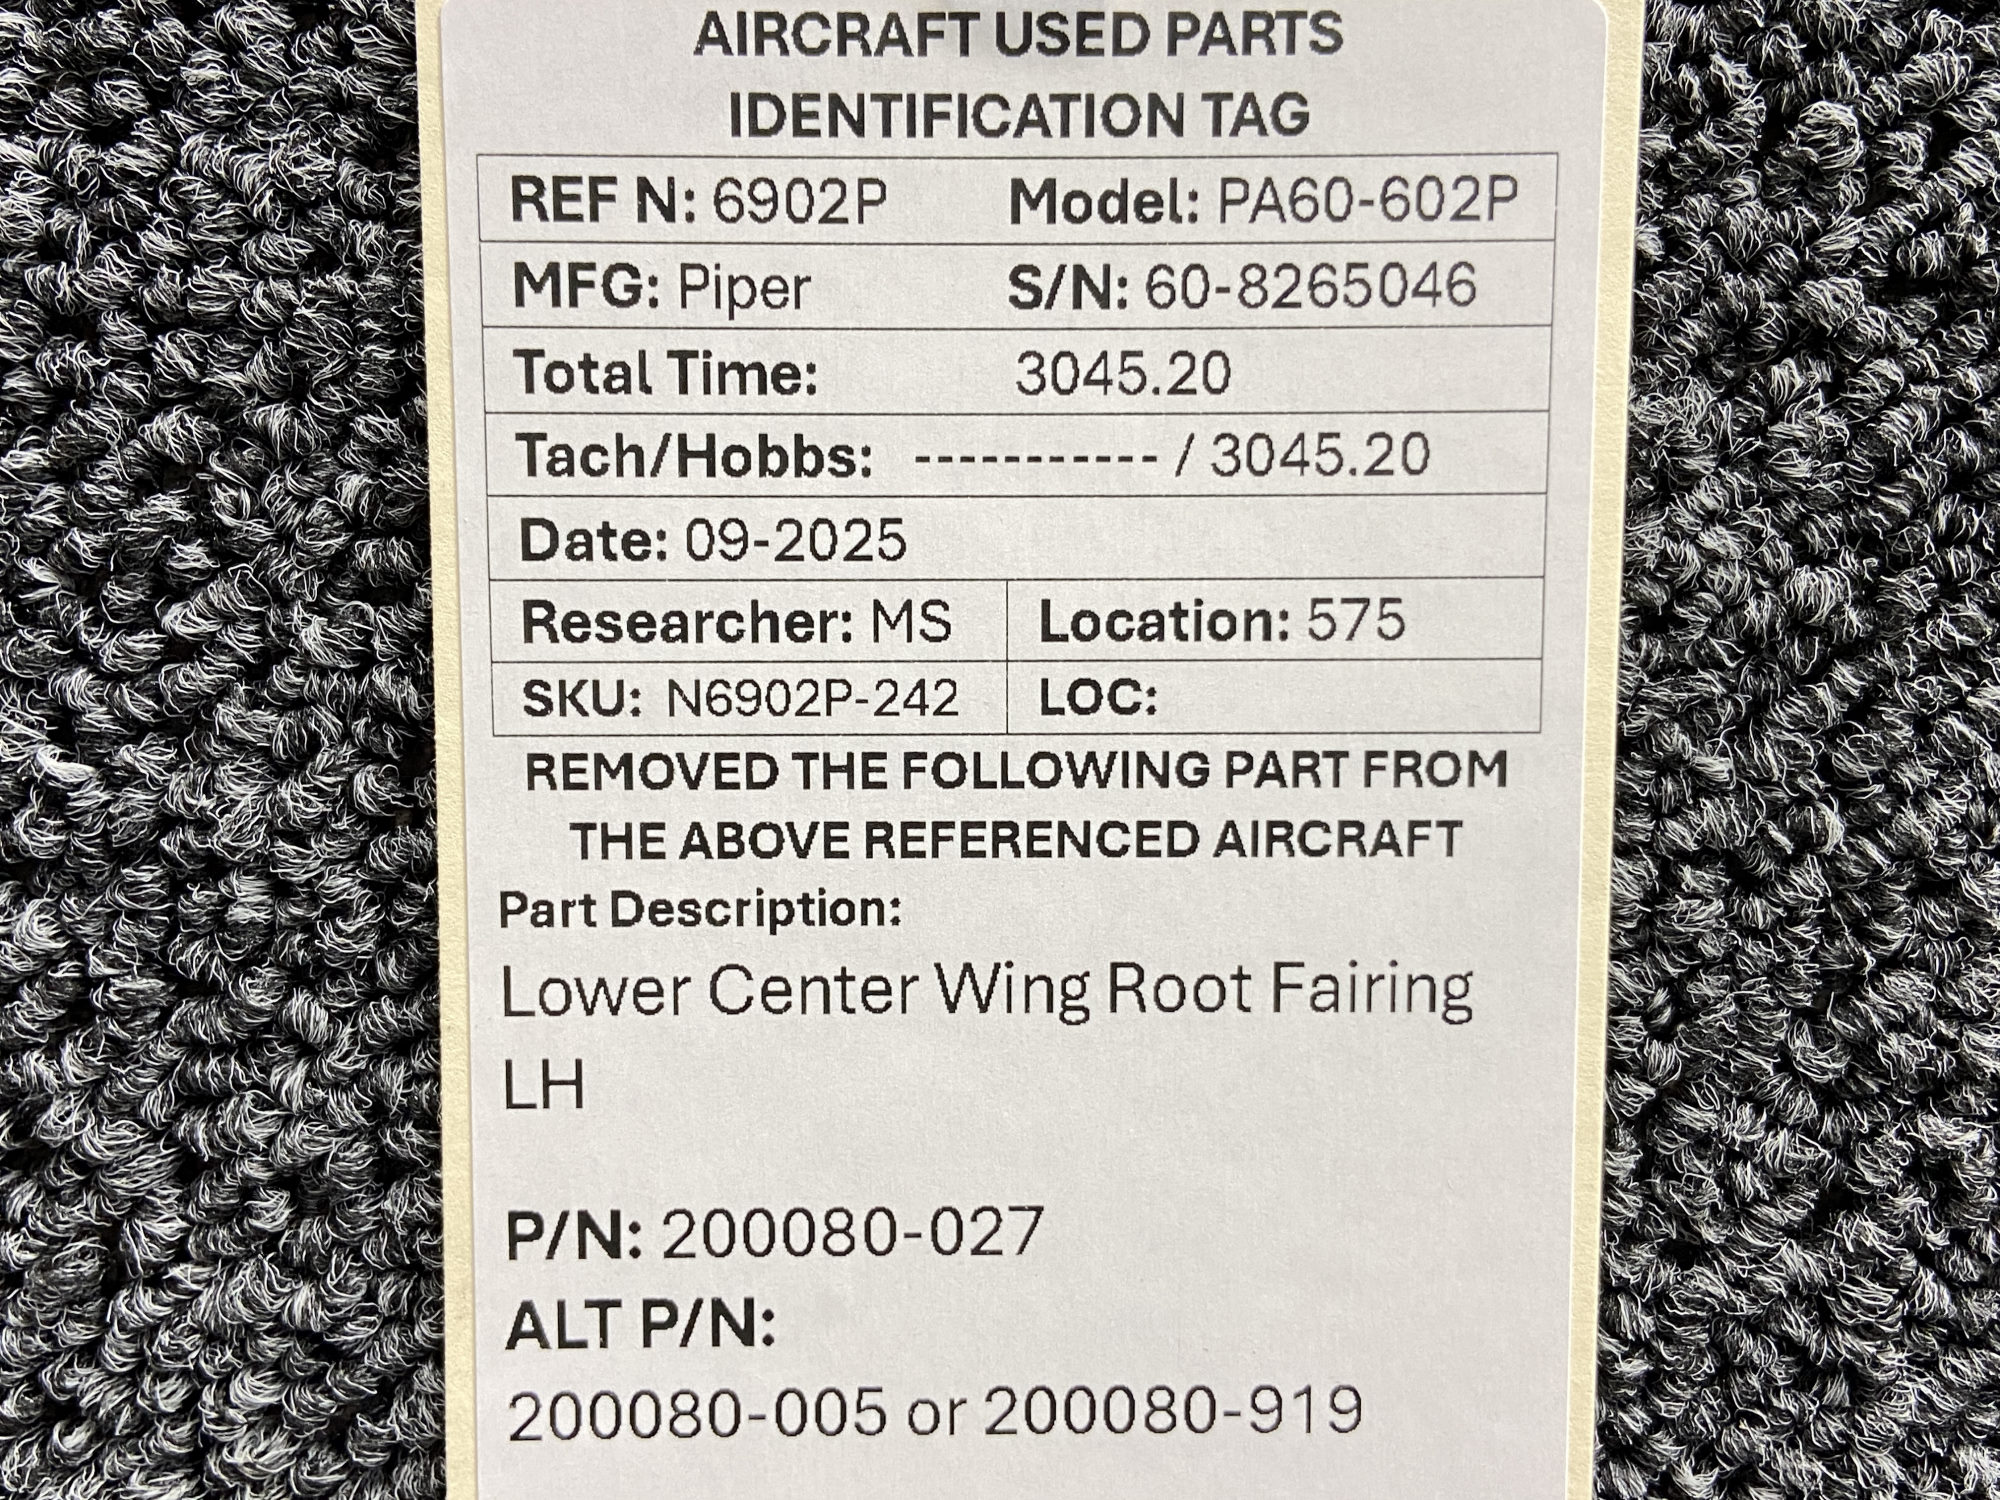 AIRCRAFT USED PARTS
IDENTIFICATION TAG
REF N: 6902P Model: PA60-602P
MFG: Piper S/N: 60-8265046
Total Time: 3045.20
Tach/Hobbs: ----------- / 3045.20
Date: 09-2025
Researcher: MS Location: 575
SKU: N6902P-242 LOC:
REMOVED THE FOLLOWING PART FROM
THE ABOVE REFERENCED AIRCRAFT
Part Description:
Lower Center Wing Root Fairing
LH
P/N: 200080-027
ALT P/N:
200080-005 or 200080-919